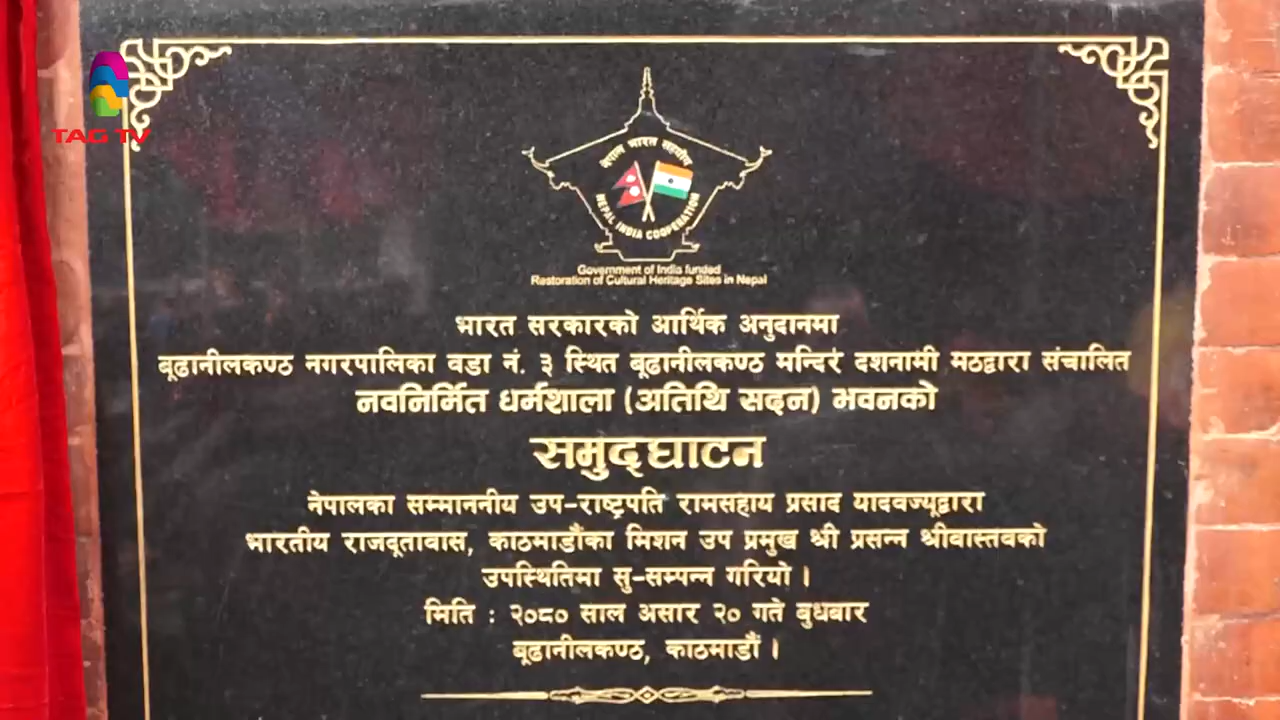 TAG TV
नेपाल भारत सहयोग
NEPAL INDIA COOPERATION
Government of India funded
Restoration of Cultural Heritage Sites in Nepal
भारत सरकारको आर्थिक अनुदानमा
बूढानीलकण्ठ नगरपालिका वडा नं. ३ स्थित बूढानीलकण्ठ मन्दिर दशनामी मठद्वारा संचालित
नवनिर्मित धर्मशाला (अतिथि सदन) भवनको
समुद्घाटन
नेपालका सम्माननीय उप-राष्ट्रपति रामसहाय प्रसाद यादवज्यूद्वारा
भारतीय राजदूतावास, काठमाडौंका मिशन उप प्रमुख श्री प्रसन्न श्रीवास्तवको
उपस्थितिमा सु-सम्पन्न गरियो ।
मिति : २०८० साल असार २० गते बुधबार
बूढानीलकण्ठ, काठमाडौं ।